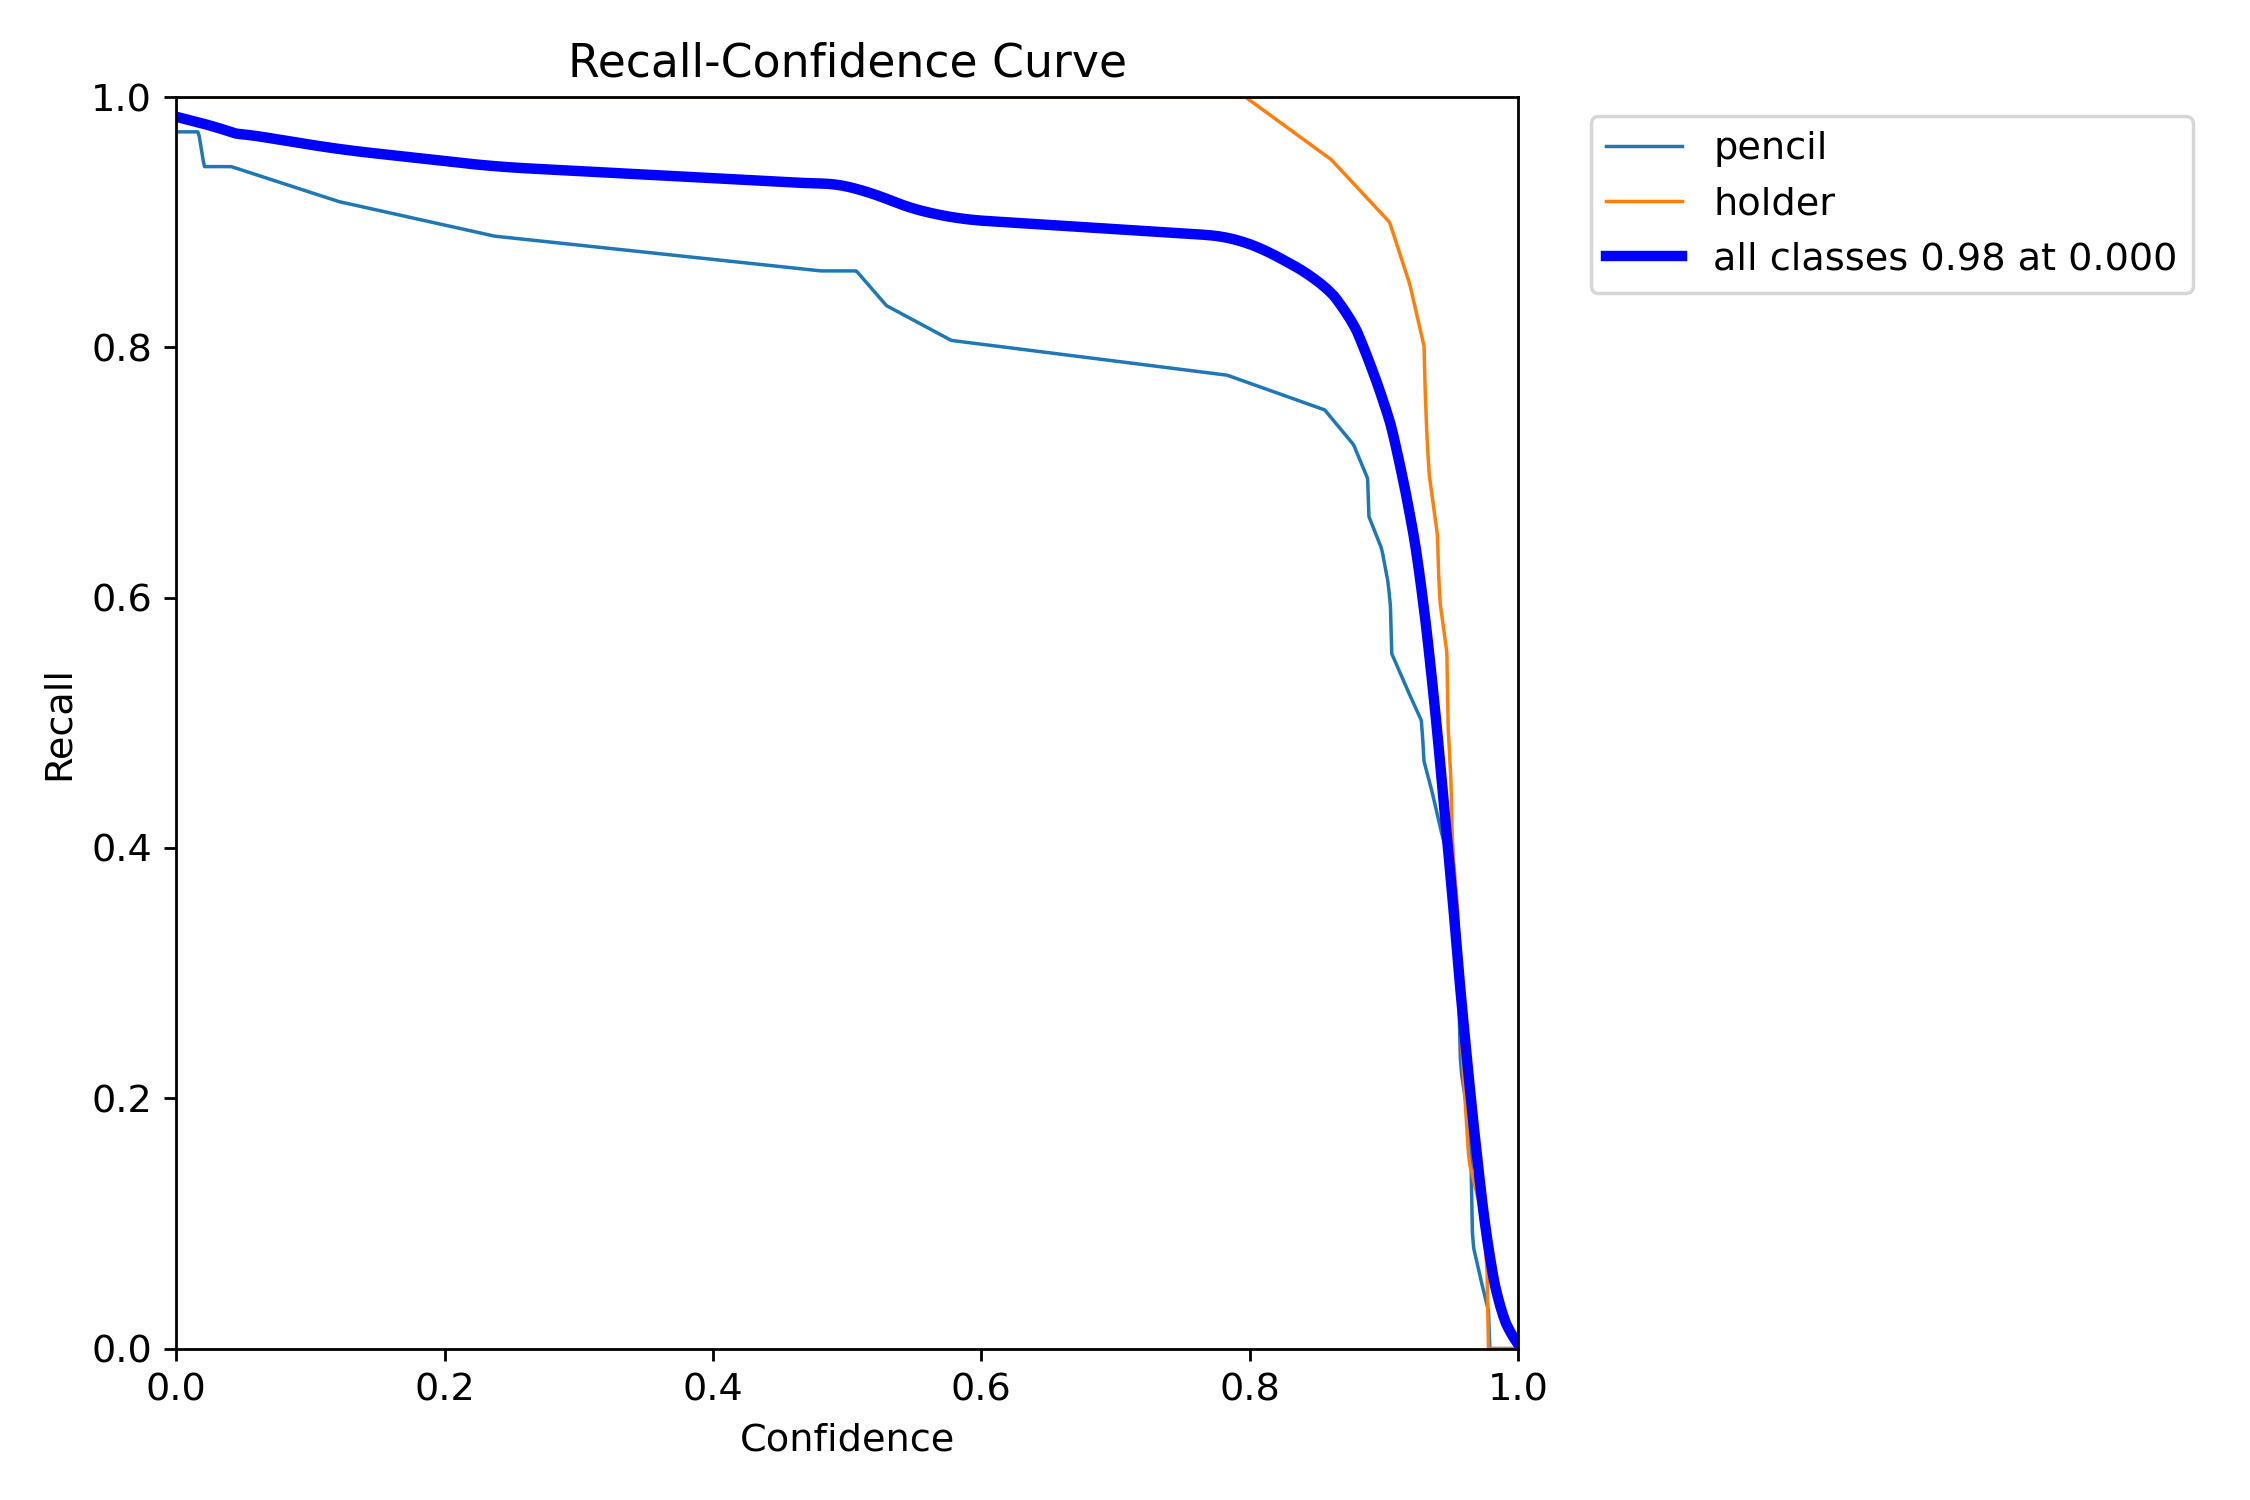 Recall-Confidence Curve
1.0
0.8
0.6
0.4
0.2
0.0
Recall
0.0 0.2 0.4 0.6 0.8 1.0
Confidence
pencil
holder
all classes 0.98 at 0.000